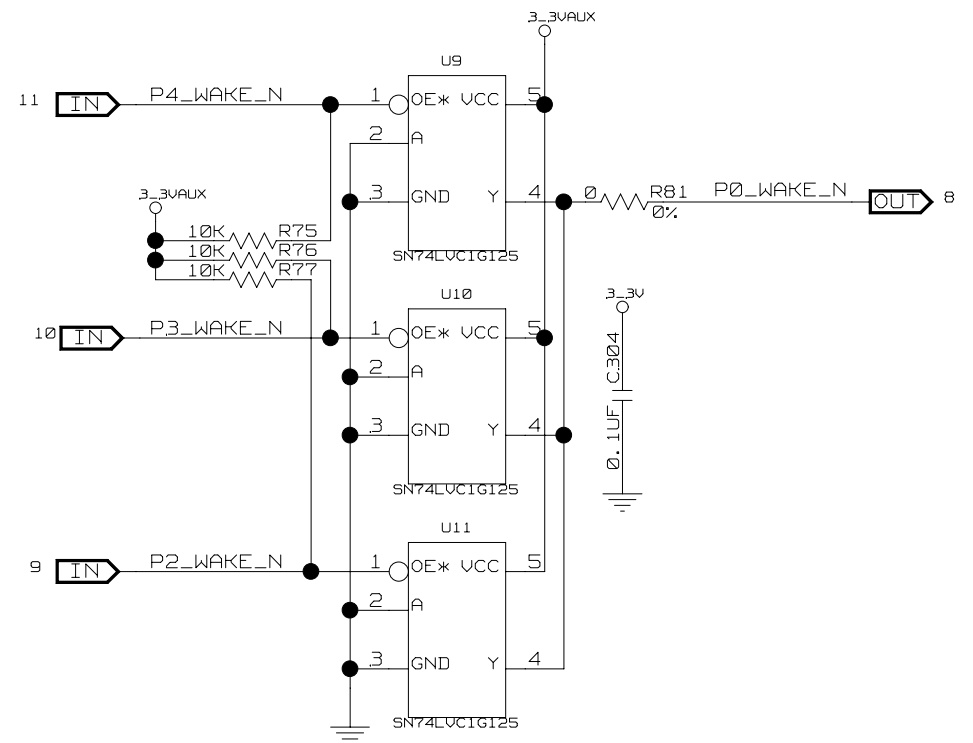 3_3VAUX
U9
11 IN P4_WAKE_N 1 OE* VCC 5
2 A
3 GND Y 4 0 R81 P0_WAKE_N OUT 8
0%
SN74LVC1G125
3_3VAUX
10K R75
10K R76
10K R77
U10
10 IN P3_WAKE_N 1 OE* VCC 5
2 A
3 GND Y 4
SN74LVC1G125
3_3V
C304
0.1UF
U11
9 IN P2_WAKE_N 1 OE* VCC 5
2 A
3 GND Y 4
SN74LVC1G125